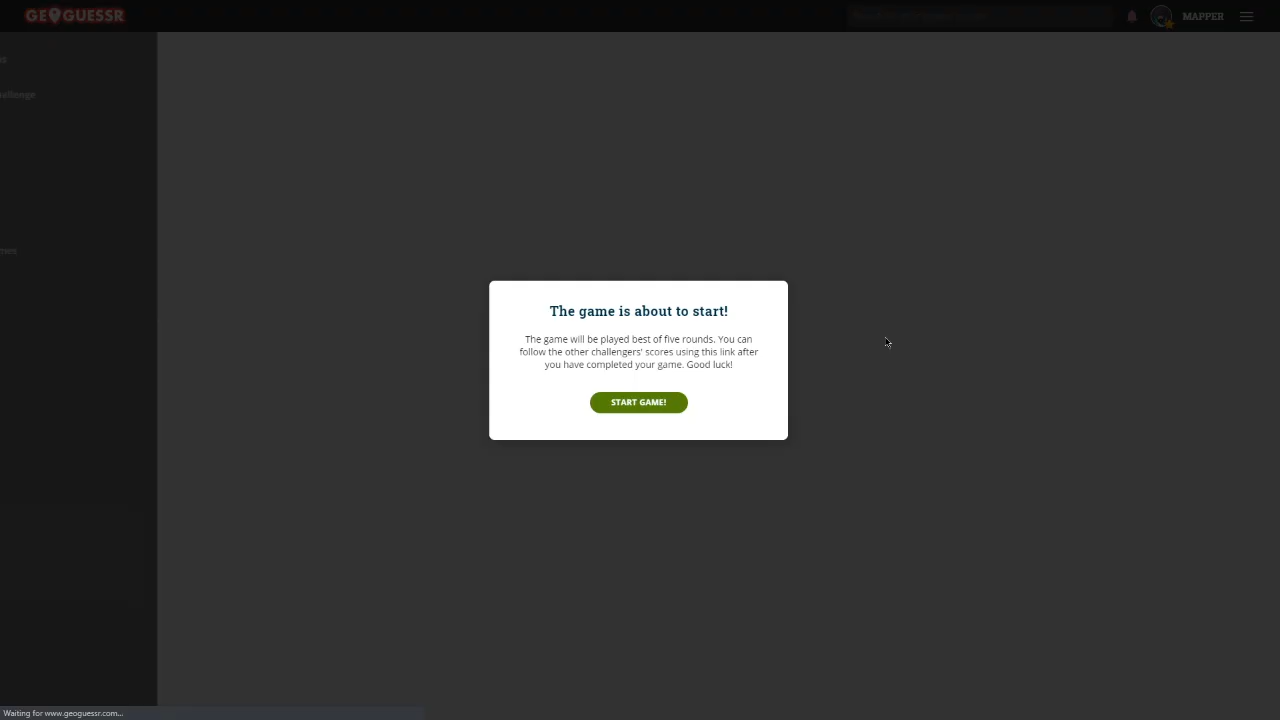 GEOGUESSR
MAPPER
allenge
The game is about to start!
The game will be played best of five rounds. You can
follow the other challengers' scores using this link after
you have completed your game. Good luck!
START GAME!
Waiting for www.geoguessr.com...